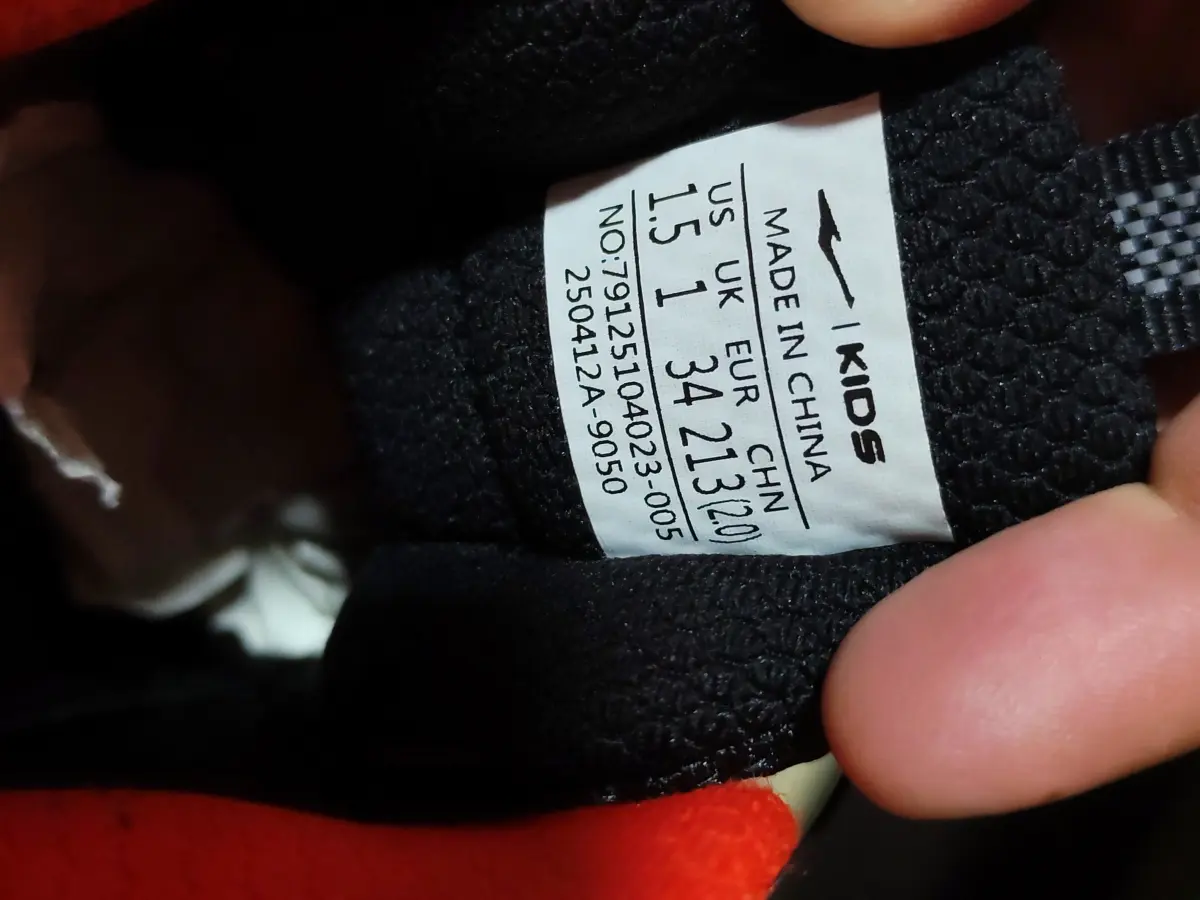 KIDS
MADE IN CHINA
US UK EUR CHN
1.5 1 34 213(2.0)
NO:79125104023-005
250412A-9050